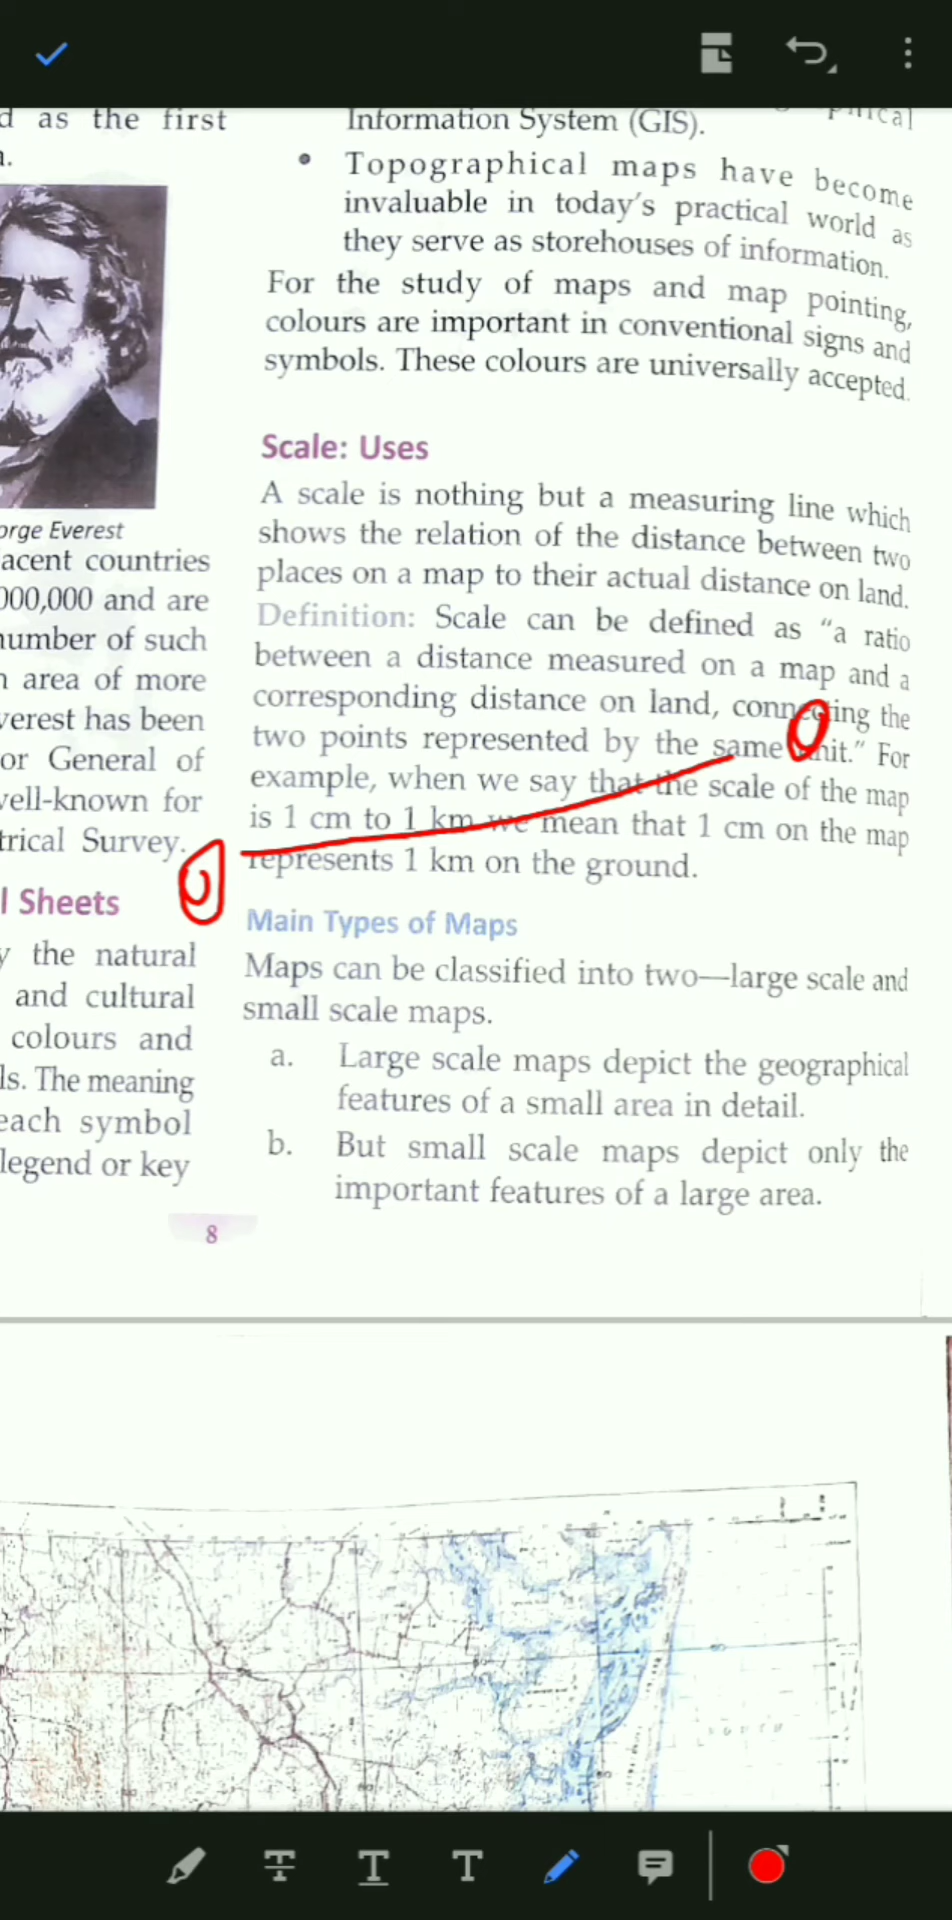 d as the first
orge Everest
acent countries
000,000 and are
number of such
area of more
verest has been
or General of
well-known for
trical Survey.
l Sheets
y the natural
and cultural
colours and
ls. The meaning
each symbol
legend or key
Information System (GIS).
• Topographical maps have become
invaluable in today's practical world as
they serve as storehouses of information.
For the study of maps and map pointing,
colours are important in conventional signs and
symbols. These colours are universally accepted.
Scale: Uses
A scale is nothing but a measuring line which
shows the relation of the distance between two
places on a map to their actual distance on land.
Definition: Scale can be defined as "a ratio
between a distance measured on a map and a
corresponding distance on land, connecting the
two points represented by the same unit." For
example, when we say that the scale of the map
is 1 cm to 1 km we mean that 1 cm on the map
represents 1 km on the ground.
Main Types of Maps
Maps can be classified into two—large scale and
small scale maps.
a. Large scale maps depict the geographical
features of a small area in detail.
b. But small scale maps depict only the
important features of a large area.
8